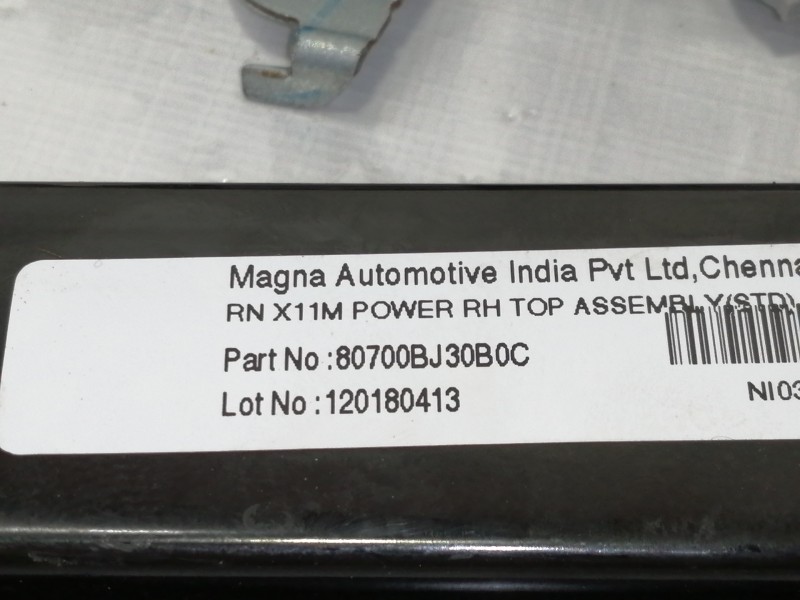 Magna Automotive India Pvt Ltd,Chenna
RN X11M POWER RH TOP ASSEMBLY(STD)
Part No :80700BJ30B0C
Lot No :120180413
NI03